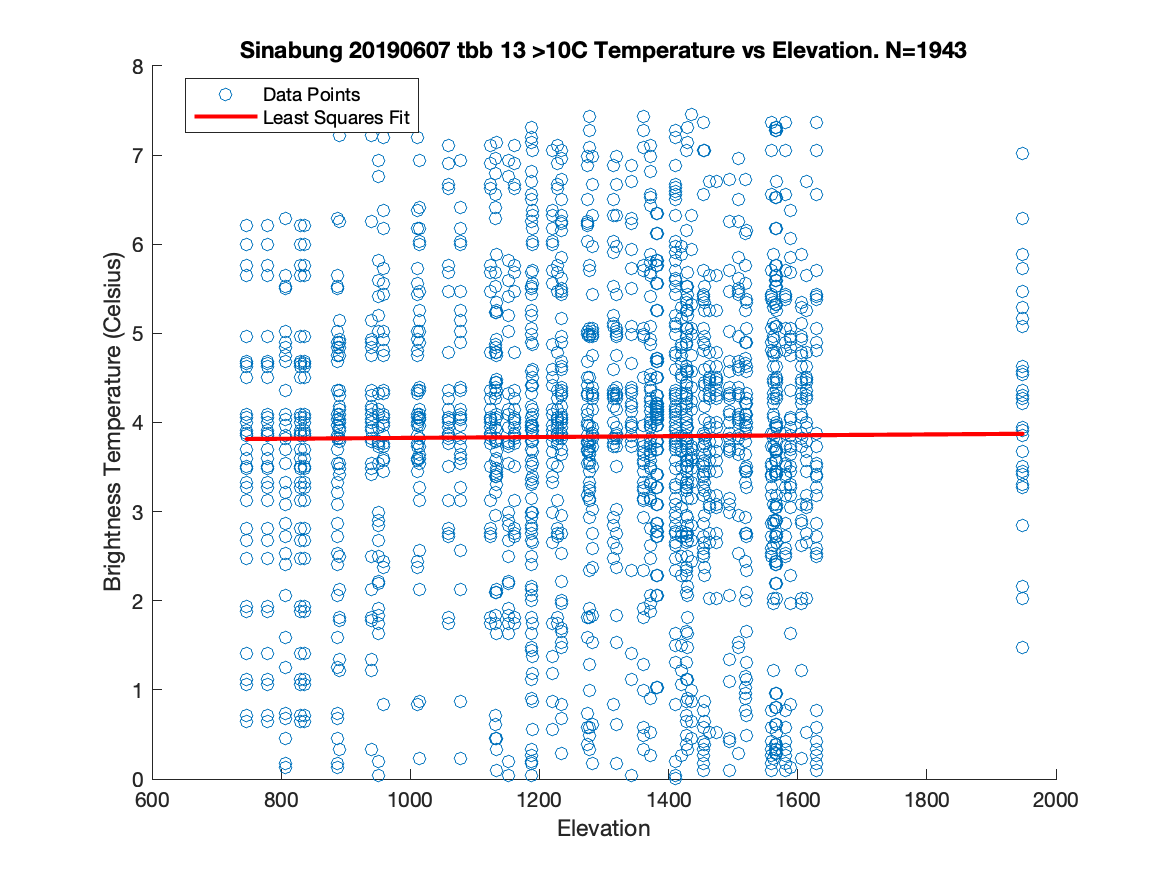 Sinabung 20190607 tbb 13 >10C Temperature vs Elevation. N=1943
Data Points
Least Squares Fit
8
7
6
5
4
3
2
1
0
Brightness Temperature (Celsius)
600 800 1000 1200 1400 1600 1800 2000
Elevation